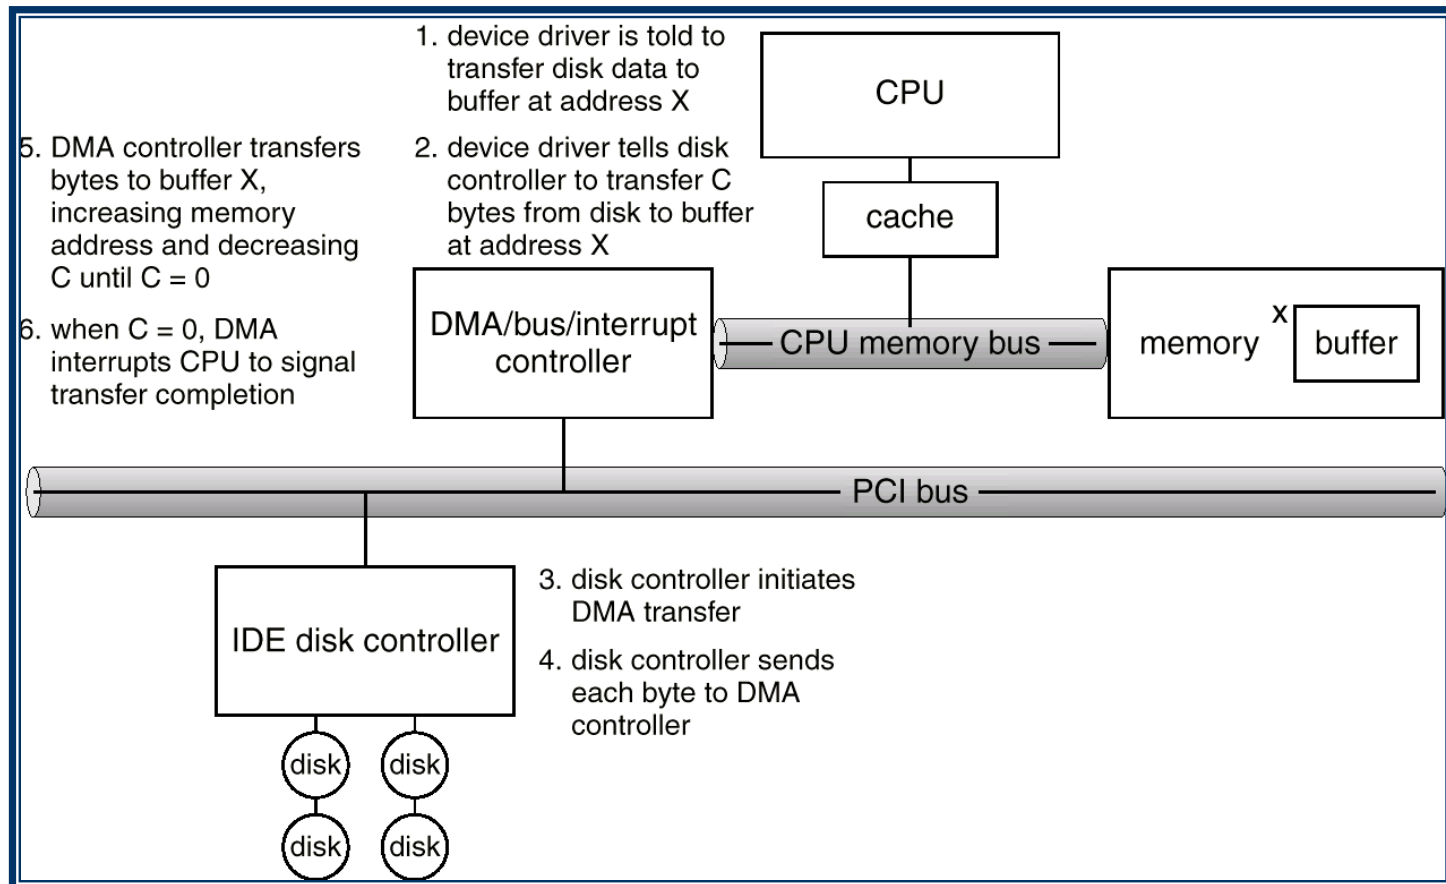 1. device driver is told to
transfer disk data to
buffer at address X
2. device driver tells disk
controller to transfer C
bytes from disk to buffer
at address X
5. DMA controller transfers
bytes to buffer X,
increasing memory
address and decreasing
C until C = 0
6. when C = 0, DMA
interrupts CPU to signal
transfer completion
CPU
cache
DMA/bus/interrupt
controller
CPU memory bus
memory
x
buffer
PCI bus
IDE disk controller
3. disk controller initiates
DMA transfer
4. disk controller sends
each byte to DMA
controller
disk
disk
disk
disk